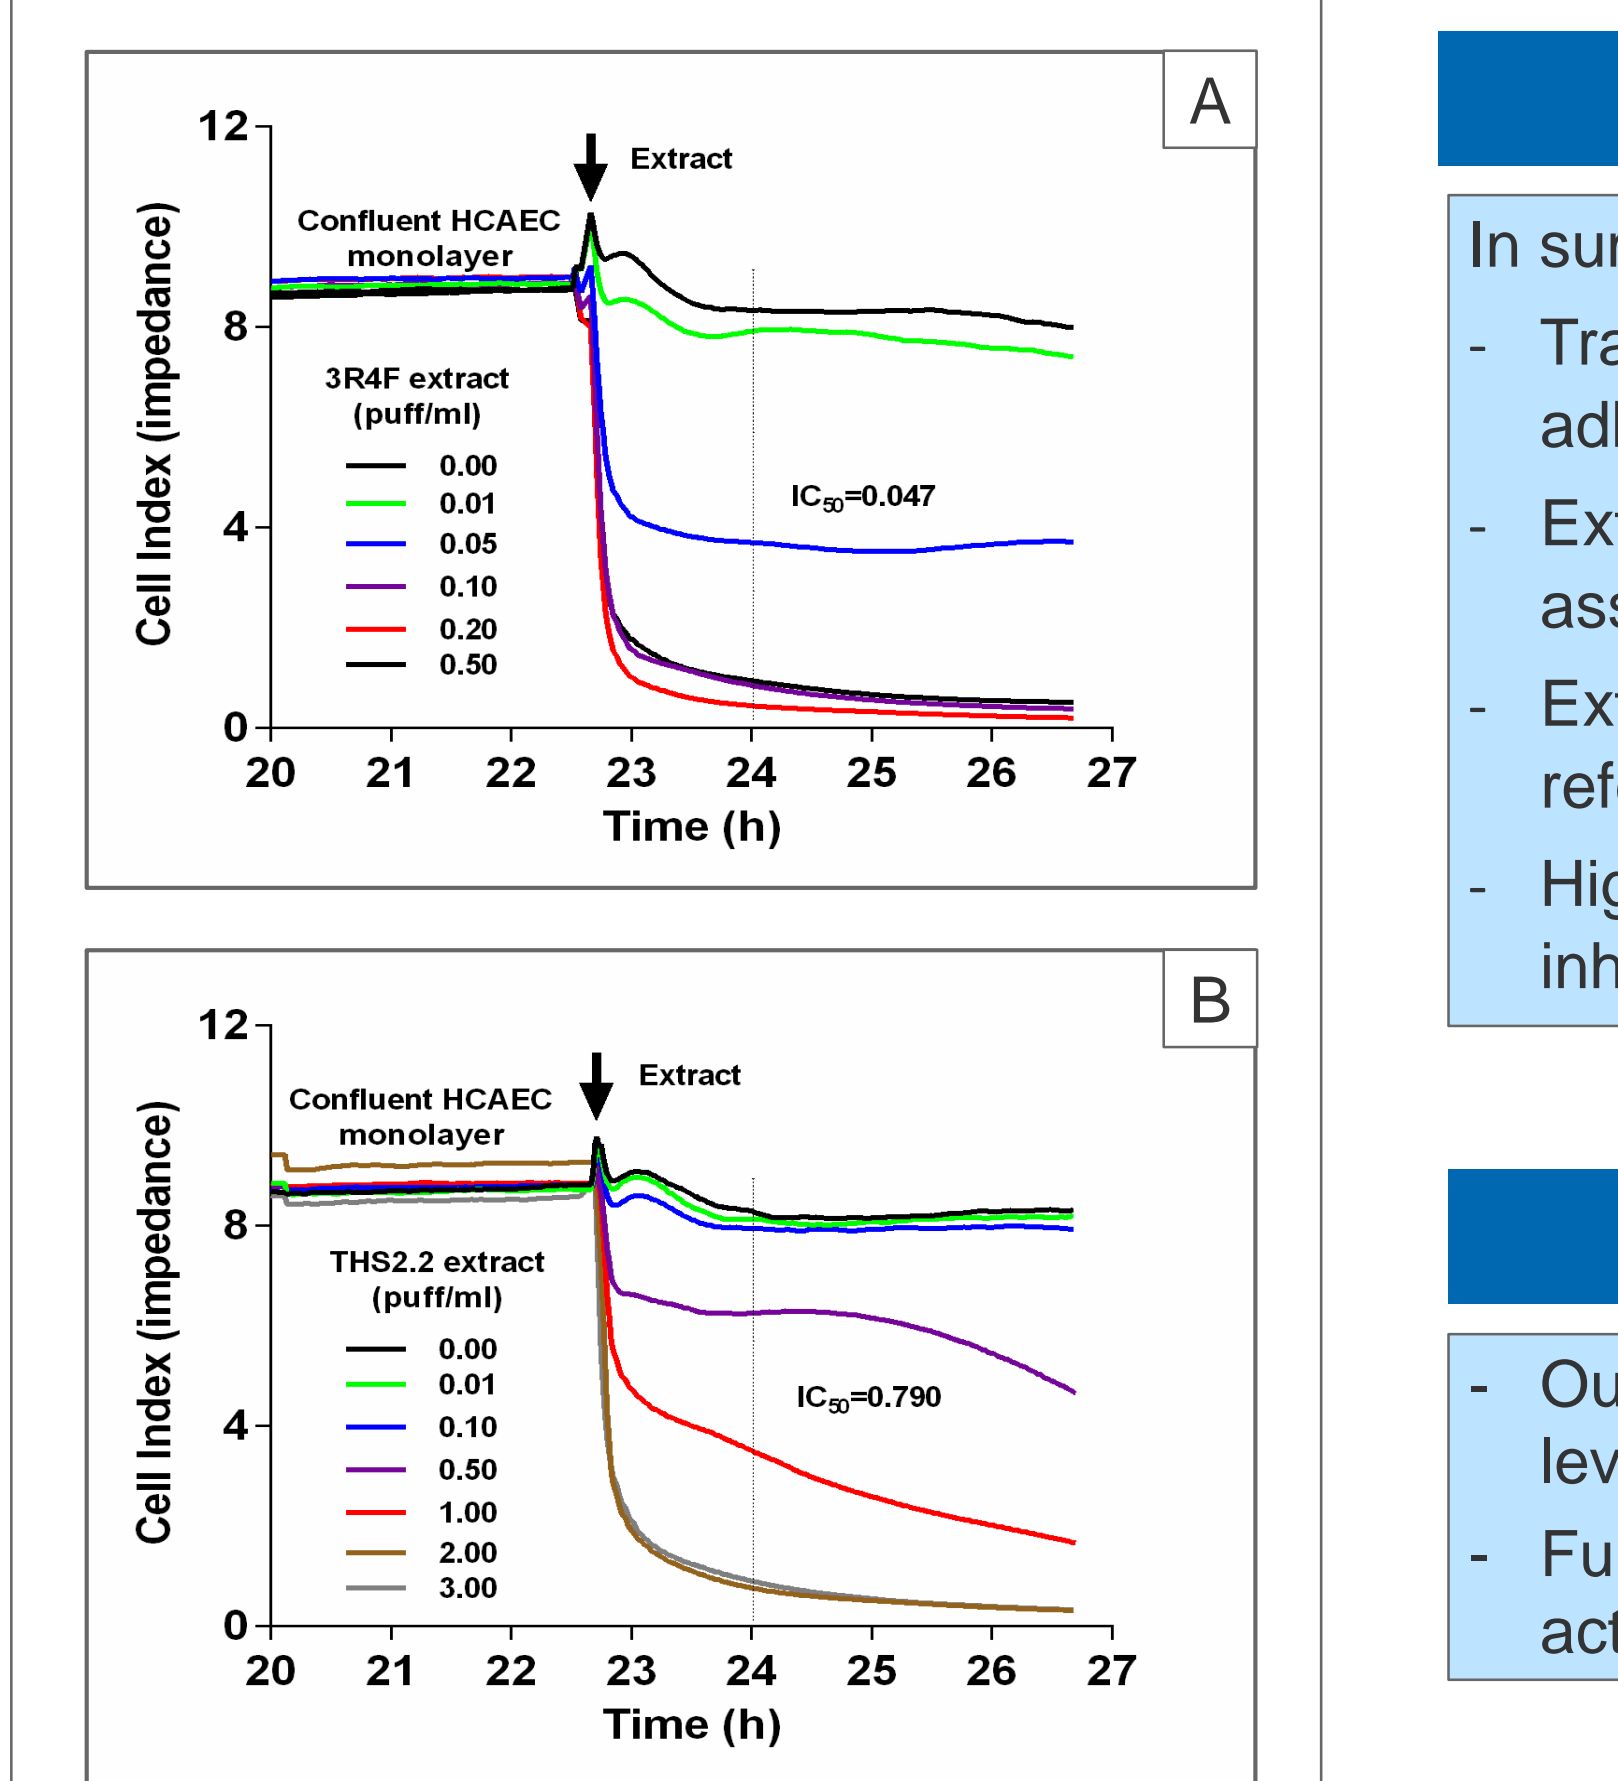 A
12
Extract
Confluent HCAEC
monolayer
8
3R4F extract
(puff/ml)
0.00
0.01
IC50=0.047
4
0.05
0.10
0.20
0.50
0
Cell Index (impedance)
20 21 22 23 24 25 26 27
Time (h)
B
12
Extract
Confluent HCAEC
monolayer
8
THS2.2 extract
(puff/ml)
0.00
0.01
IC50=0.790
4
0.10
0.50
1.00
2.00
3.00
0
Cell Index (impedance)
20 21 22 23 24 25 26 27
Time (h)
In
-
-
-
-
-
-